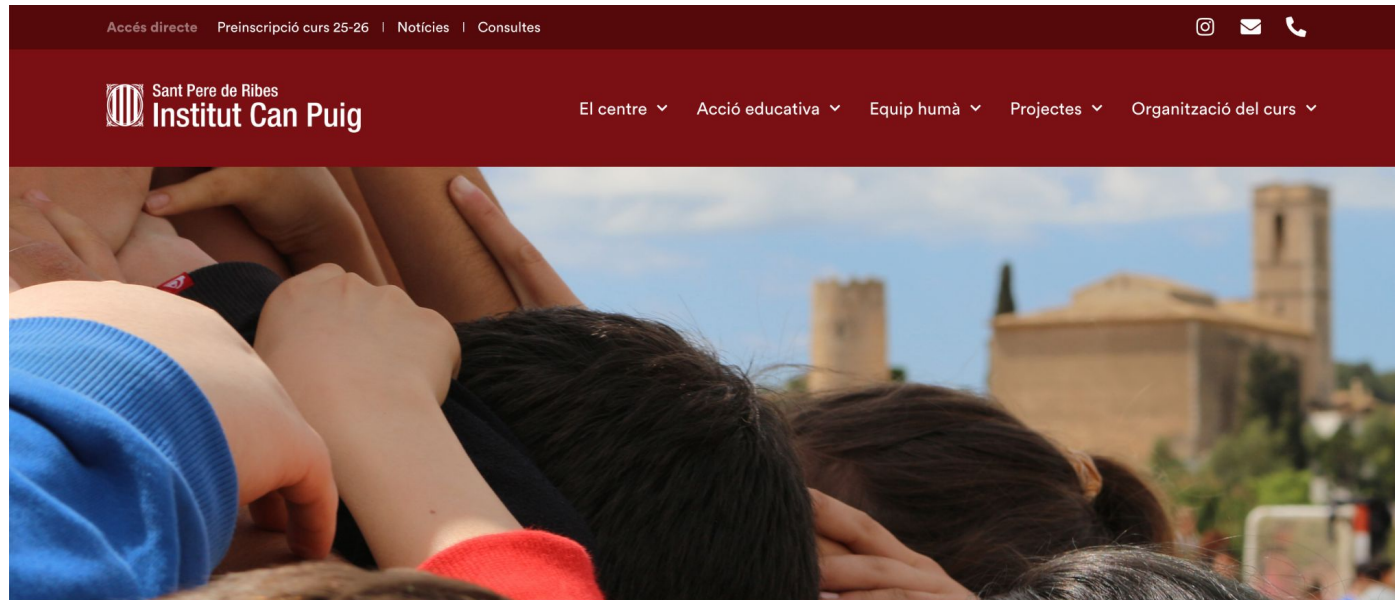 Accés directe Preinscripció curs 25-26 | Notícies | Consultes
Sant Pere de Ribes
Institut Can Puig
El centre Acció educativa Equip humà Projectes Organització del curs